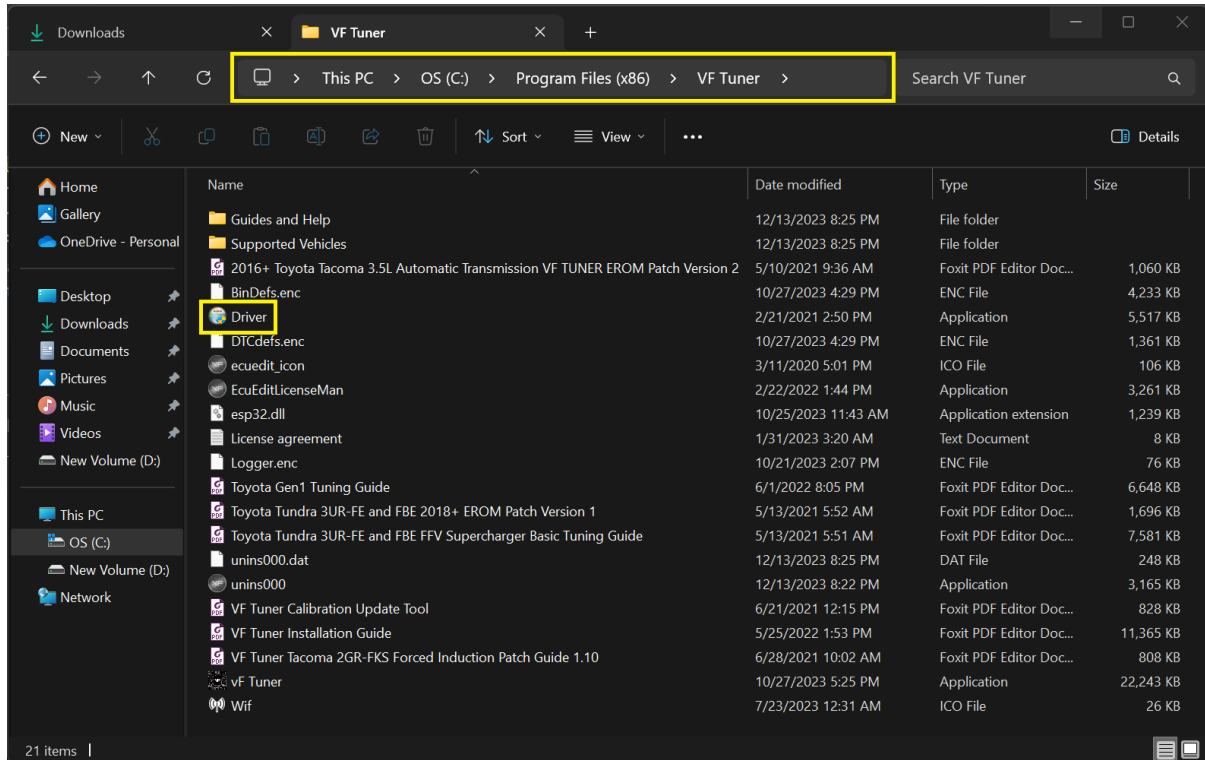 Downloads
VF Tuner
This PC > OS (C:) > Program Files (x86) > VF Tuner >
Search VF Tuner
New
Sort
View
Details
Home
Gallery
OneDrive - Personal
Desktop
Downloads
Documents
Pictures
Music
Videos
New Volume (D:)
This PC
OS (C:)
New Volume (D:)
Network
Name Date modified Type Size
Guides and Help 12/13/2023 8:25 PM File folder
Supported Vehicles 12/13/2023 8:25 PM File folder
2016+ Toyota Tacoma 3.5L Automatic Transmission VF TUNER EROM Patch Version 2 5/10/2021 9:36 AM Foxit PDF Editor Doc... 1,060 KB
BinDefs.enc 10/27/2023 4:29 PM ENC File 4,233 KB
Driver 2/21/2021 2:50 PM Application 5,517 KB
DTCdefs.enc 10/27/2023 4:29 PM ENC File 1,361 KB
ecuedit_icon 3/11/2020 5:01 PM ICO File 106 KB
EcuEditLicenseMan 2/22/2022 1:44 PM Application 3,261 KB
esp32.dll 10/25/2023 11:43 AM Application extension 1,239 KB
License agreement 1/31/2023 3:20 AM Text Document 8 KB
Logger.enc 10/21/2023 2:07 PM ENC File 76 KB
Toyota Gen1 Tuning Guide 6/1/2022 8:05 PM Foxit PDF Editor Doc... 6,648 KB
Toyota Tundra 3UR-FE and FBE 2018+ EROM Patch Version 1 5/13/2021 5:52 AM Foxit PDF Editor Doc... 1,696 KB
Toyota Tundra 3UR-FE and FBE FFV Supercharger Basic Tuning Guide 5/13/2021 5:51 AM Foxit PDF Editor Doc... 7,581 KB
unins000.dat 12/13/2023 8:25 PM DAT File 248 KB
unins000 12/13/2023 8:22 PM Application 3,165 KB
VF Tuner Calibration Update Tool 6/21/2021 12:15 PM Foxit PDF Editor Doc... 828 KB
VF Tuner Installation Guide 5/25/2022 1:53 PM Foxit PDF Editor Doc... 11,365 KB
VF Tuner Tacoma 2GR-FKS Forced Induction Patch Guide 1.10 6/28/2021 10:02 AM Foxit PDF Editor Doc... 808 KB
vF Tuner 10/27/2023 5:25 PM Application 22,243 KB
Wif 7/23/2023 12:31 AM ICO File 26 KB
21 items